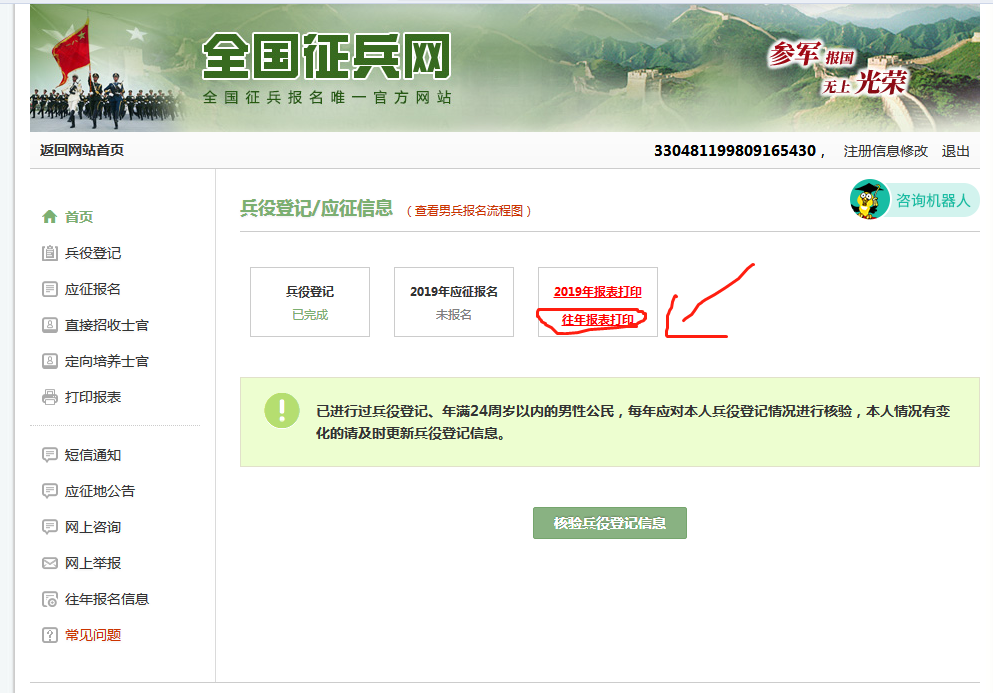 全国征兵网
全国征兵报名唯一官方网站
参军报国
无上光荣
返回网站首页
330481199809165430， 注册信息修改 退出
首页
兵役登记
应征报名
直接招收士官
定向培养士官
打印报表
短信通知
应征地公告
网上咨询
网上举报
往年报名信息
常见问题
兵役登记/应征信息 （查看男兵报名流程图）
咨询机器人
兵役登记
已完成
2019年应征报名
未报名
2019年报表打印
往年报表打印
已进行过兵役登记、年满24周岁以内的男性公民，每年应对本人兵役登记情况进行核验，本人情况有变
化的请及时更新兵役登记信息。
核验兵役登记信息